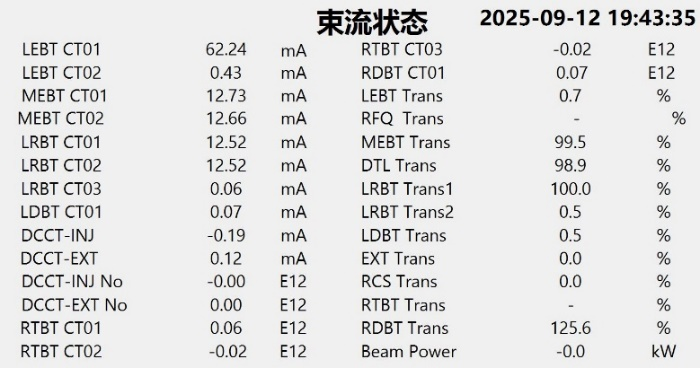 束流状态 2025-09-12 19:43:35
LEBT CT01 62.24 mA RTBT CT03 -0.02 E12
LEBT CT02 0.43 mA RDBT CT01 0.07 E12
MEBT CT01 12.73 mA LEBT Trans 0.7 %
MEBT CT02 12.66 mA RFQ Trans - %
LRBT CT01 12.52 mA MEBT Trans 99.5 %
LRBT CT02 12.52 mA DTL Trans 98.9 %
LRBT CT03 0.06 mA LRBT Trans1 100.0 %
LDBT CT01 0.07 mA LRBT Trans2 0.5 %
DCCT-INJ -0.19 mA LDBT Trans 0.5 %
DCCT-EXT 0.12 mA EXT Trans 0.0 %
DCCT-INJ No -0.00 E12 RCS Trans 0.0 %
DCCT-EXT No 0.00 E12 RTBT Trans - %
RTBT CT01 0.06 E12 RDBT Trans 125.6 %
RTBT CT02 -0.02 E12 Beam Power -0.0 kW